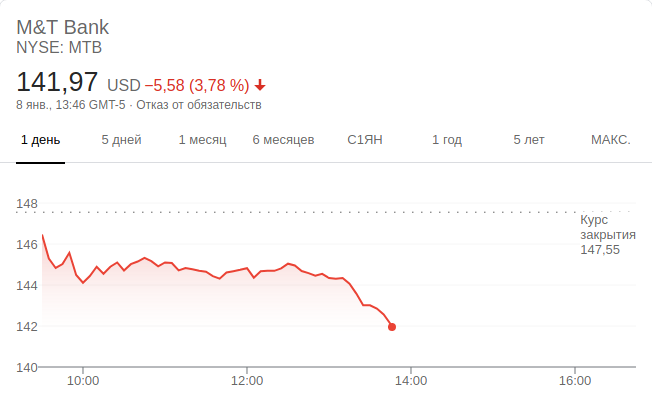 M&T Bank
NYSE: MTB
141,97 USD −5,58 (3,78 %)
8 янв., 13:46 GMT-5 · Отказ от обязательств
1 день 5 дней 1 месяц 6 месяцев С1ЯН 1 год 5 лет МАКС.
148
Курс
закрытия
147,55
146
144
142
140
10:00 12:00 14:00 16:00